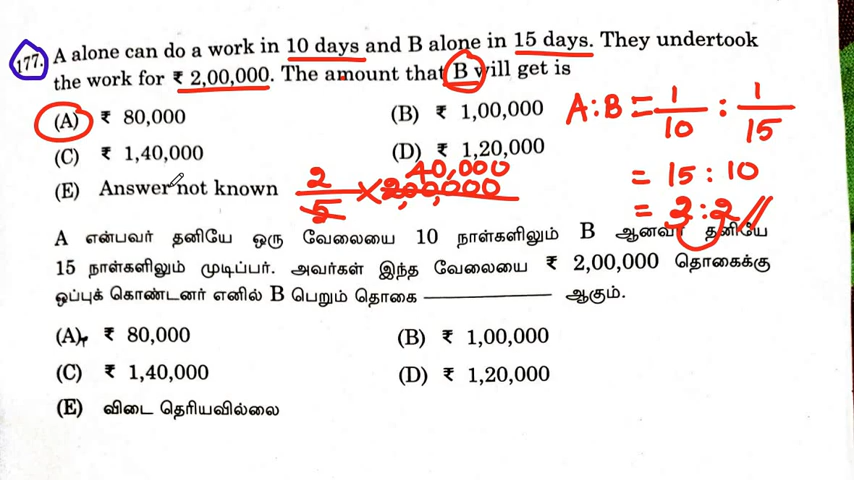 177. A alone can do a work in 10 days and B alone in 15 days. They undertook
the work for ₹ 2,00,000. The amount that B will get is
(A) ₹ 80,000 (B) ₹ 1,00,000
(C) ₹ 1,40,000 (D) ₹ 1,20,000
(E) Answer not known
A:B = 1/10 : 1/15
= 15 : 10
= 3:2 //
2/5 × 2,00,000
40,000
A என்பவர் தனியே ஒரு வேலையை 10 நாள்களிலும் B ஆனவர் தனியே
15 நாள்களிலும் முடிப்பர். அவர்கள் இந்த வேலையை ₹ 2,00,000 தொகைக்கு
ஒப்புக் கொண்டனர் எனில் B பெறும் தொகை ———— ஆகும்.
(A) ₹ 80,000 (B) ₹ 1,00,000
(C) ₹ 1,40,000 (D) ₹ 1,20,000
(E) விடை தெரியவில்லை